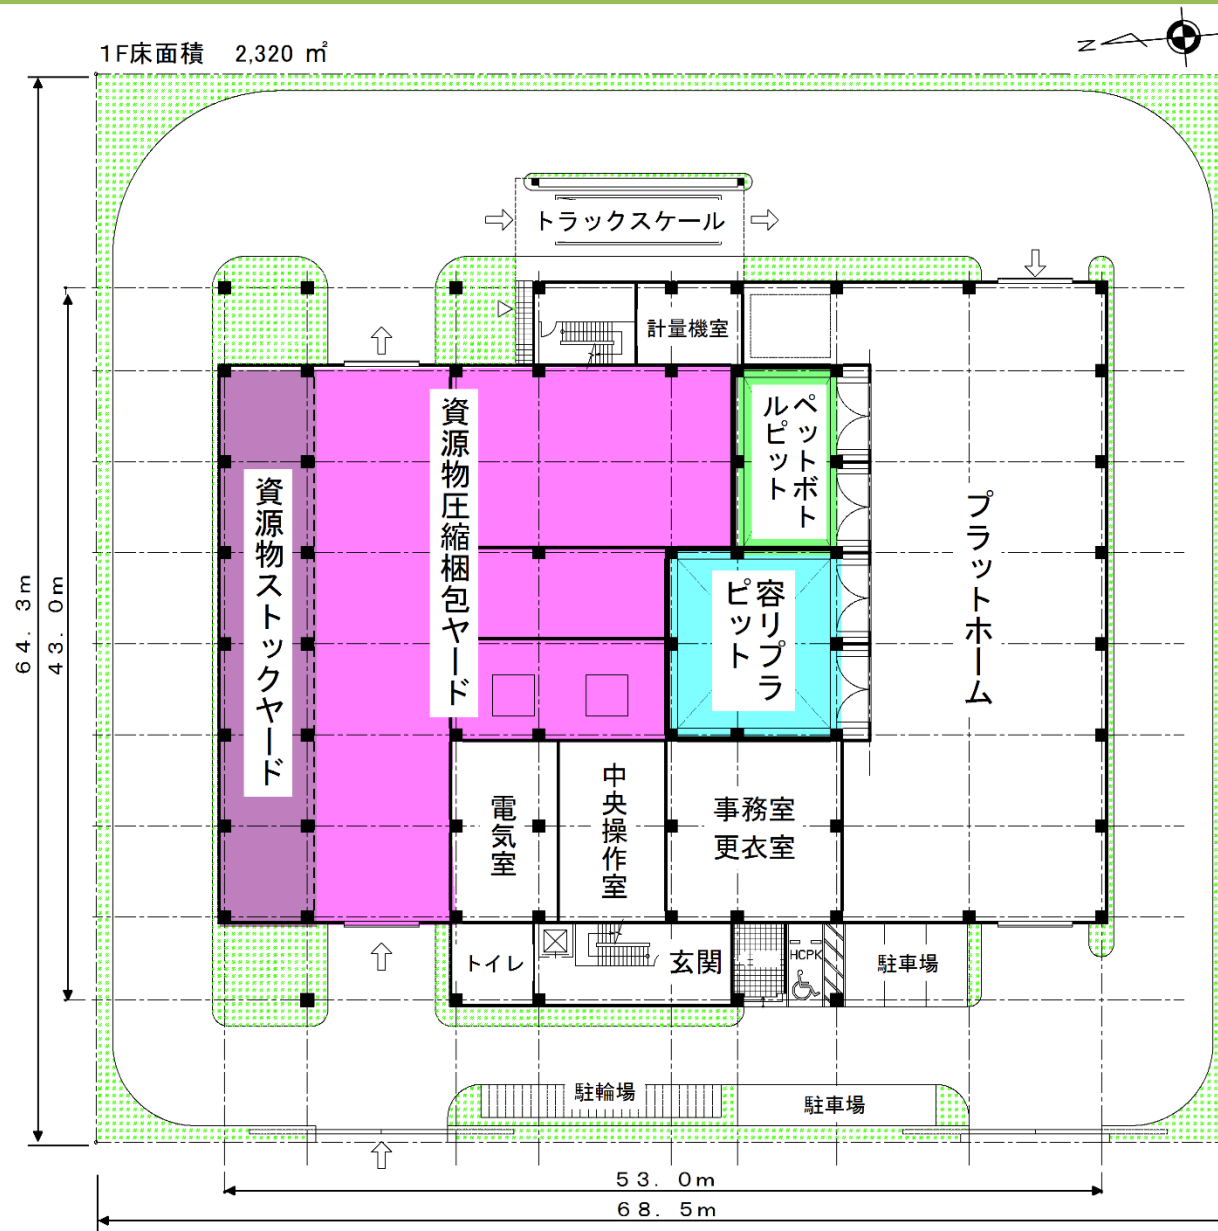 1F床面積　2,320 ㎡
Z
トラックスケール
計量機室
ペットボト
ルピット
資源物圧縮梱包ヤード
資源物ストックヤード
プラットホーム
容リプラ
ピット
64.3m
43.0m
電気室
中央操作室
事務室
更衣室
トイレ
玄関
HCPK
駐車場
駐輪場
駐車場
53.0m
68.5m